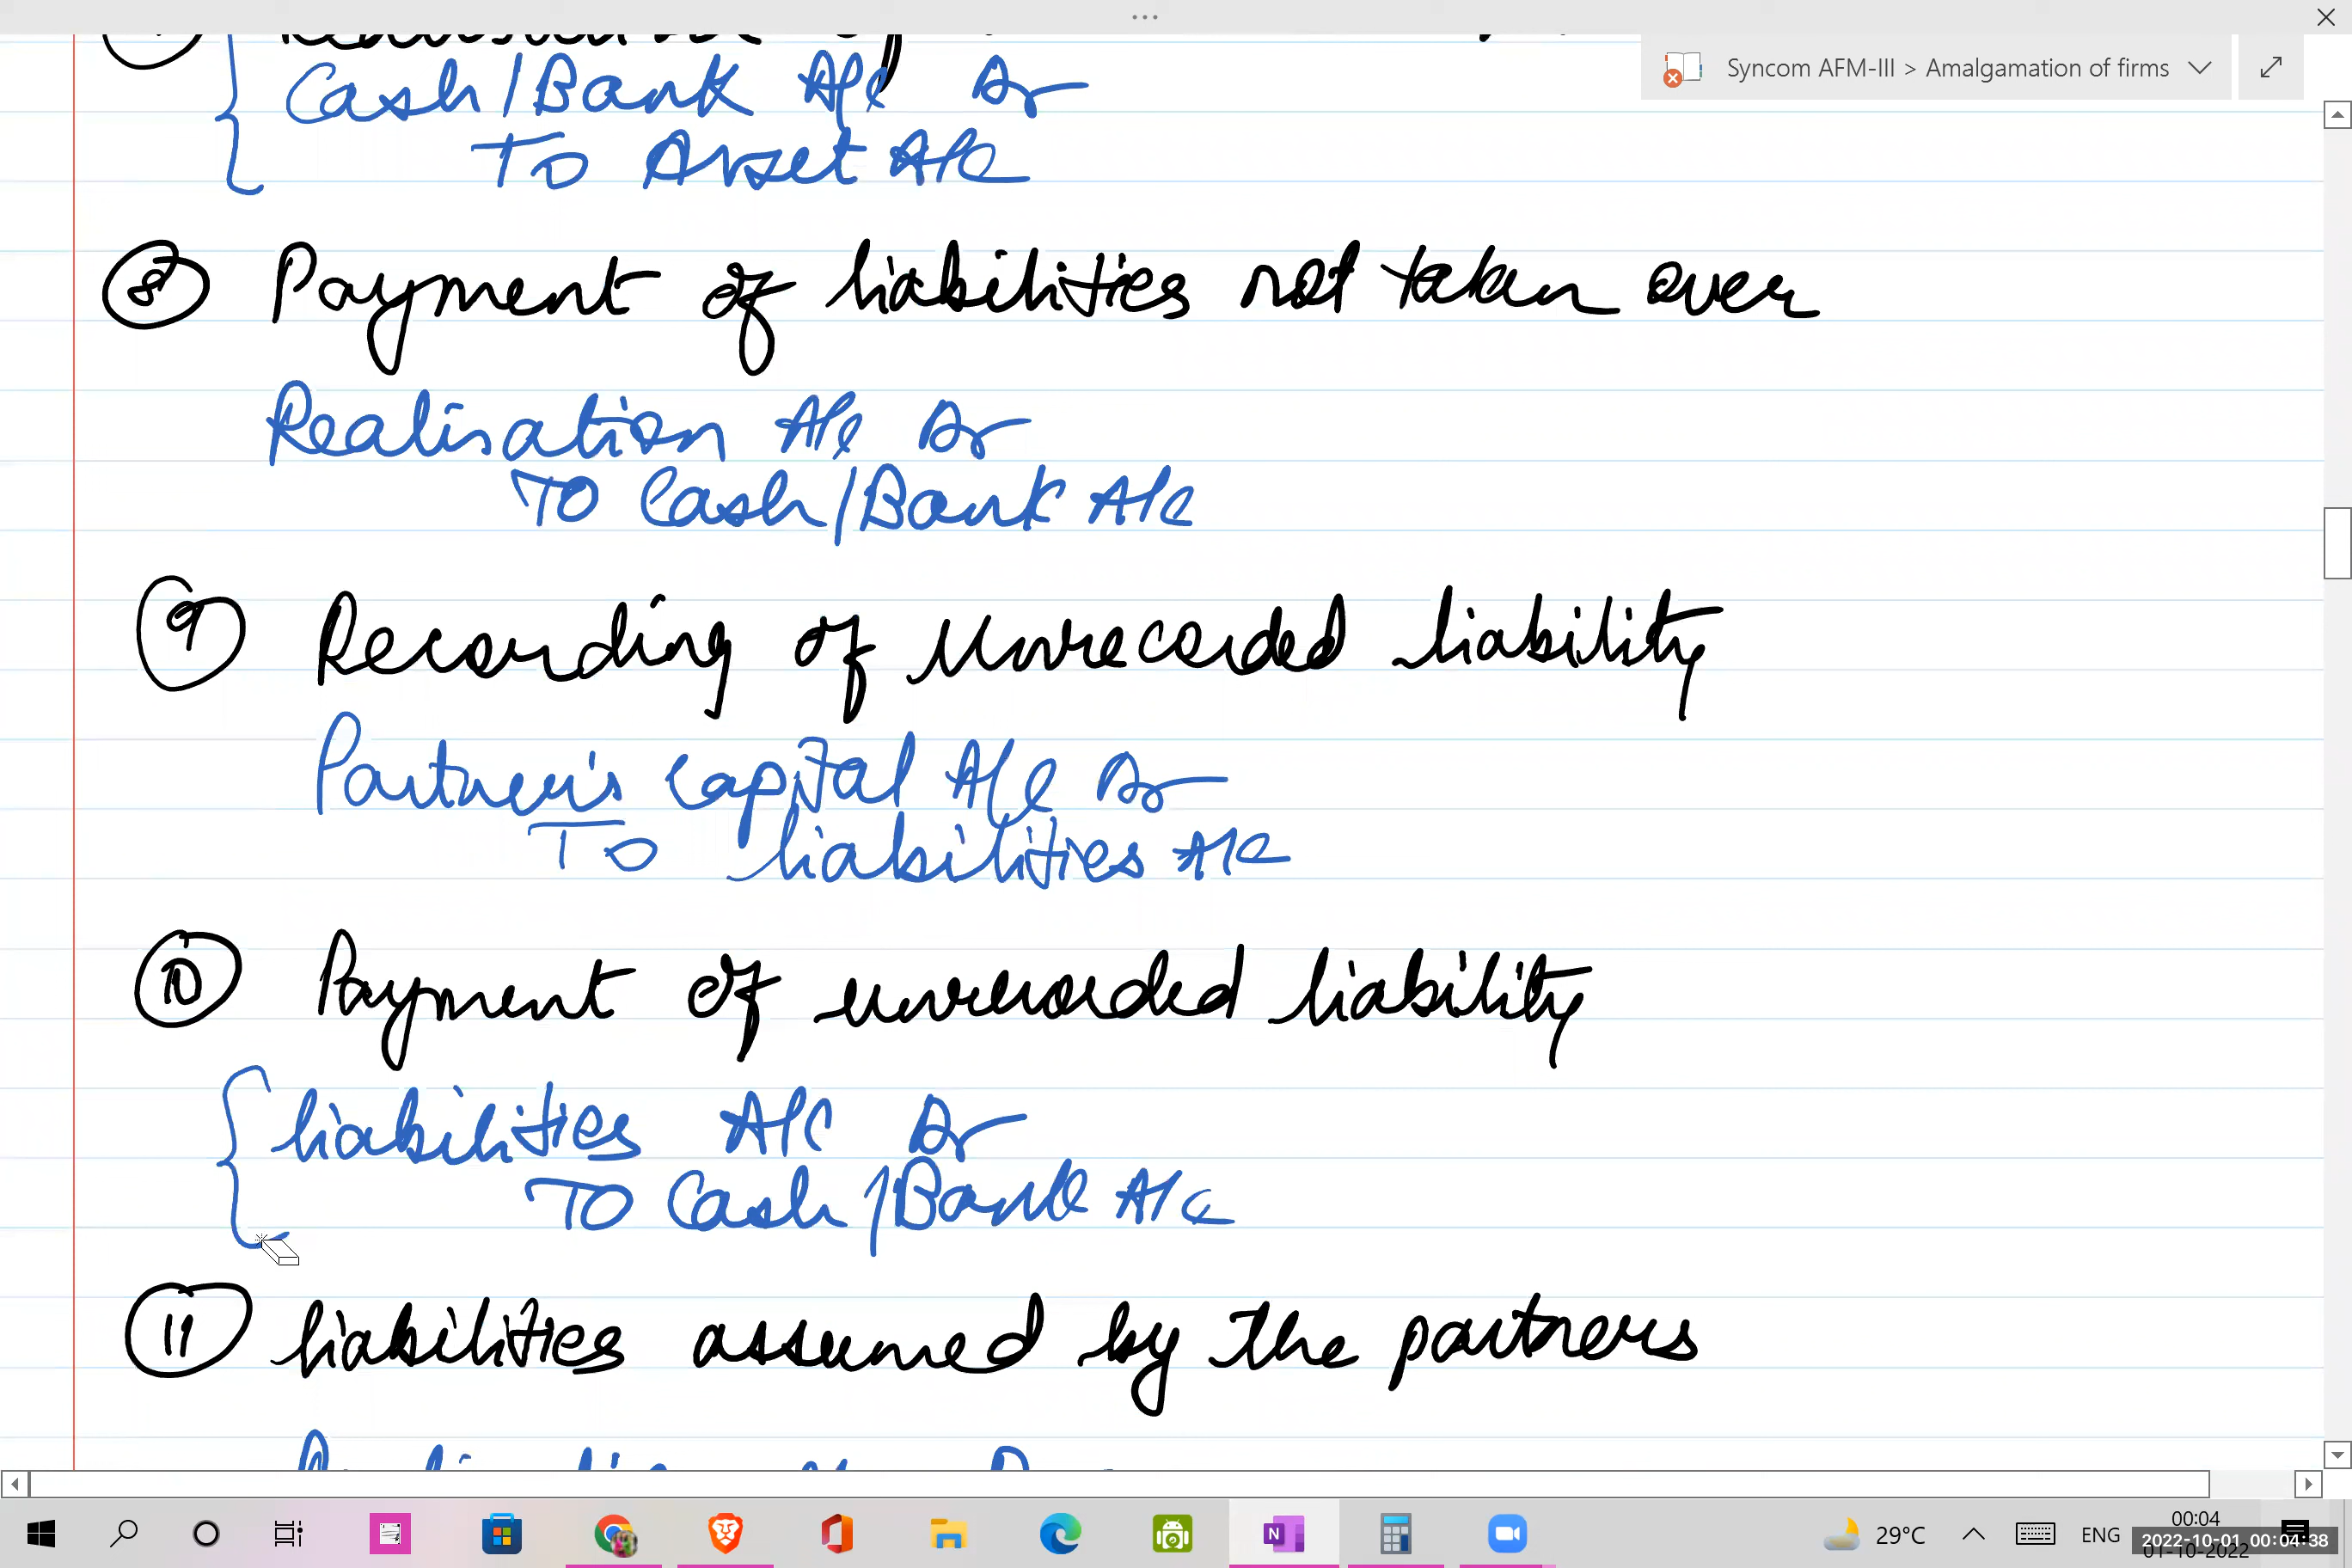 Syncom AFM-III > Amalgamation of firms
Cash/Bank A/c Dr
To Asset A/c
8 Payment of liabilities not taken over
Realisation A/c Dr
To Cash/Bank A/c
9 Recording of unrecorded liability
Partner's capital A/c Dr
To liabilities A/c
10 Payment of unrecorded liability
liabilities A/C Dr
To Cash/Bank A/c
11 liabilities assumed by the partners
29°C
ENG
00:04
01-10-2022
2022-10-01 00:04:38